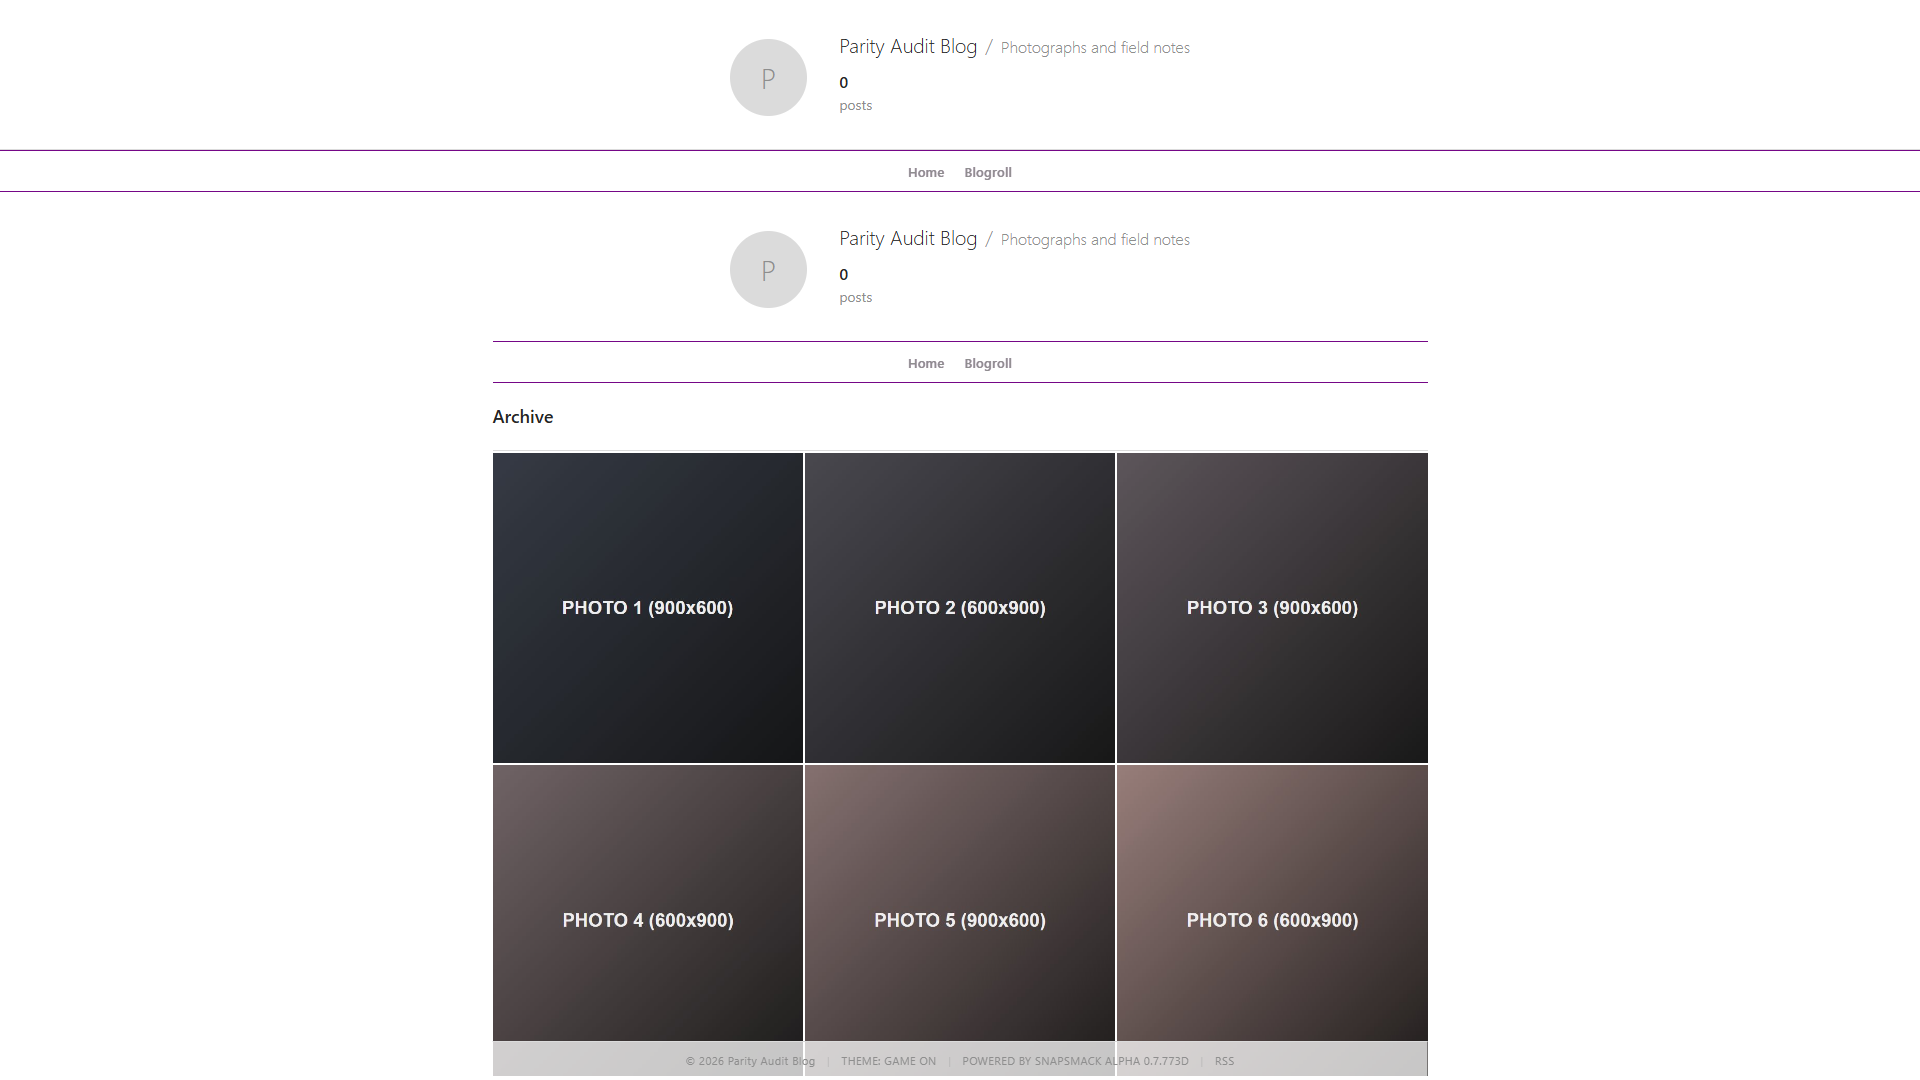 P
Parity Audit Blog / Photographs and field notes
0
posts
Home Blogroll
P
Parity Audit Blog / Photographs and field notes
0
posts
Home Blogroll
Archive
PHOTO 1 (900x600)
PHOTO 2 (600x900)
PHOTO 3 (900x600)
PHOTO 4 (600x900)
PHOTO 5 (900x600)
PHOTO 6 (600x900)
© 2026 Parity Audit Blog | THEME: GAME ON | POWERED BY SNAPSMACK ALPHA 0.7.773D | RSS